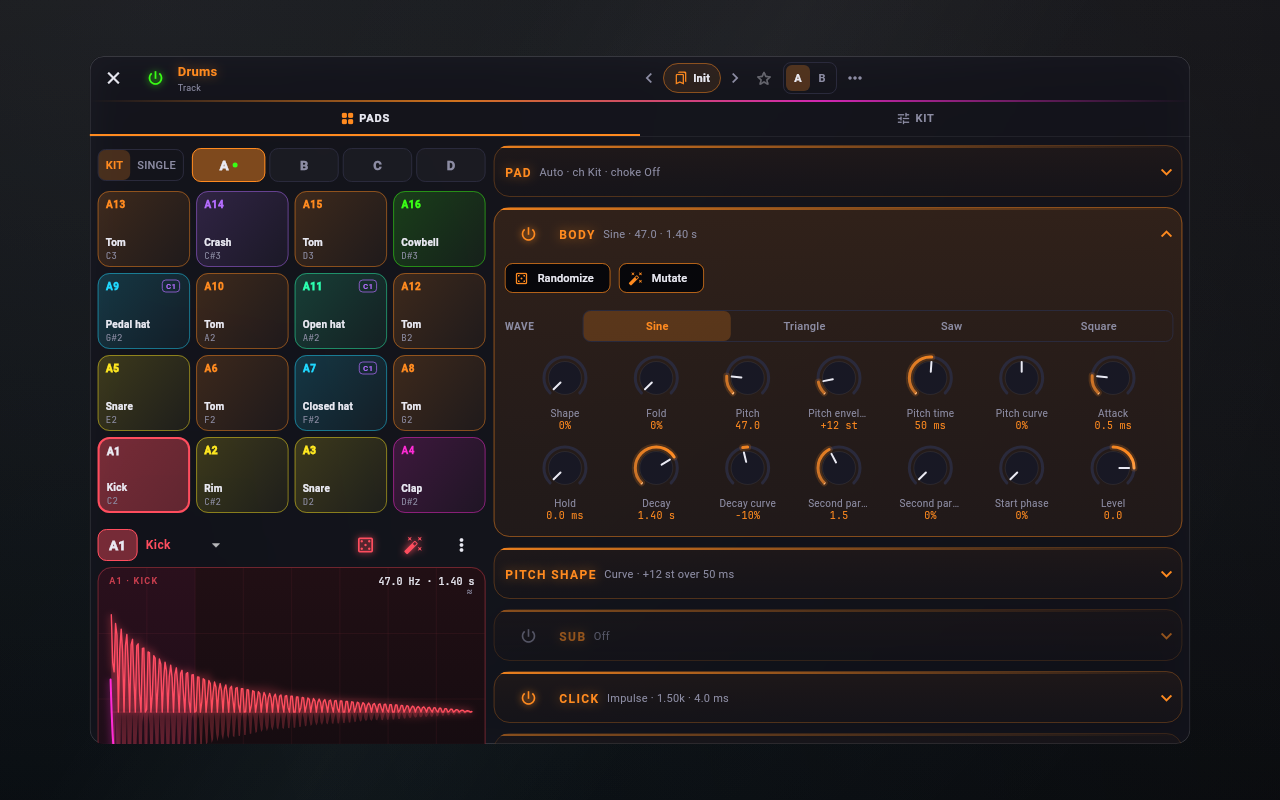 Drums
Track
Init
A
B
PADS
KIT
KIT
SINGLE
A
B
C
D
A13
Tom
C3
A14
Crash
C#3
A15
Tom
D3
A16
Cowbell
D#3
A9
C1
Pedal hat
G#2
A10
Tom
A2
A11
C1
Open hat
A#2
A12
Tom
B2
A5
Snare
E2
A6
Tom
F2
A7
C1
Closed hat
F#2
A8
Tom
G2
A1
Kick
C2
A2
Rim
C#2
A3
Snare
D2
A4
Clap
D#2
A1
Kick
A1 · KICK
47.0 Hz · 1.40 s
≈
PAD Auto · ch Kit · choke Off
BODY Sine · 47.0 · 1.40 s
Randomize
Mutate
WAVE
Sine
Triangle
Saw
Square
Shape
0%
Fold
0%
Pitch
47.0
Pitch envel…
+12 st
Pitch time
50 ms
Pitch curve
0%
Attack
0.5 ms
Hold
0.0 ms
Decay
1.40 s
Decay curve
-10%
Second par…
1.5
Second par…
0%
Start phase
0%
Level
0.0
PITCH SHAPE Curve · +12 st over 50 ms
SUB Off
CLICK Impulse · 1.50k · 4.0 ms